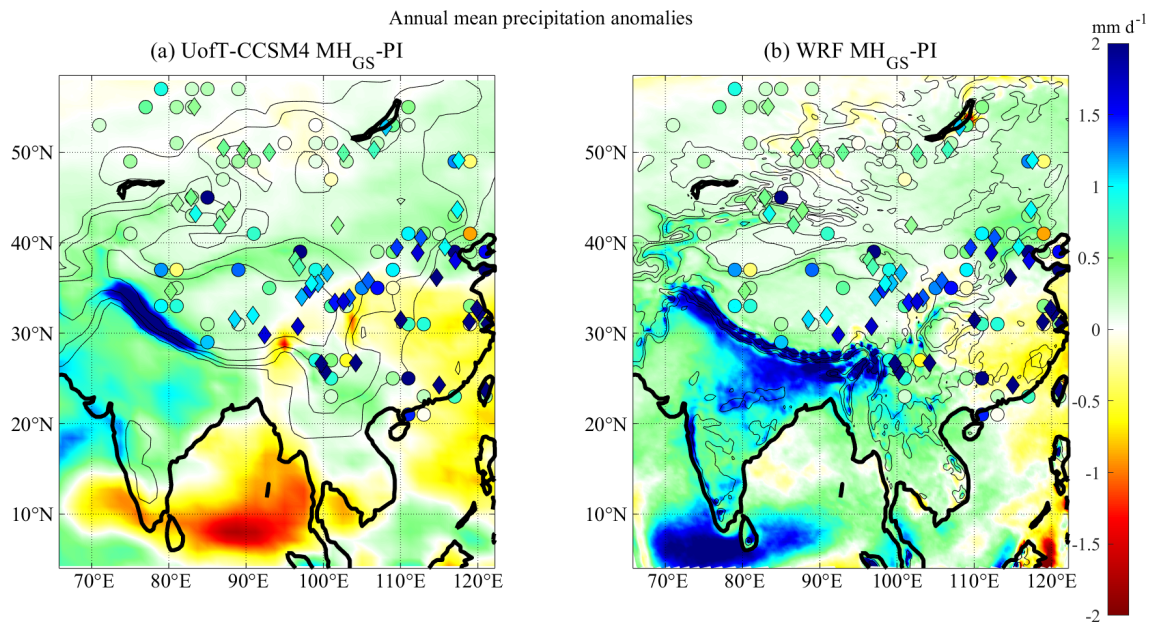 Annual mean precipitation anomalies
mm d⁻¹
(a) UofT-CCSM4 MH_GS-PI
(b) WRF MH_GS-PI
50°N
40°N
30°N
20°N
10°N
70°E 80°E 90°E 100°E 110°E 120°E
50°N
40°N
30°N
20°N
10°N
70°E 80°E 90°E 100°E 110°E 120°E
2
1.5
1
0.5
0
-0.5
-1
-1.5
-2